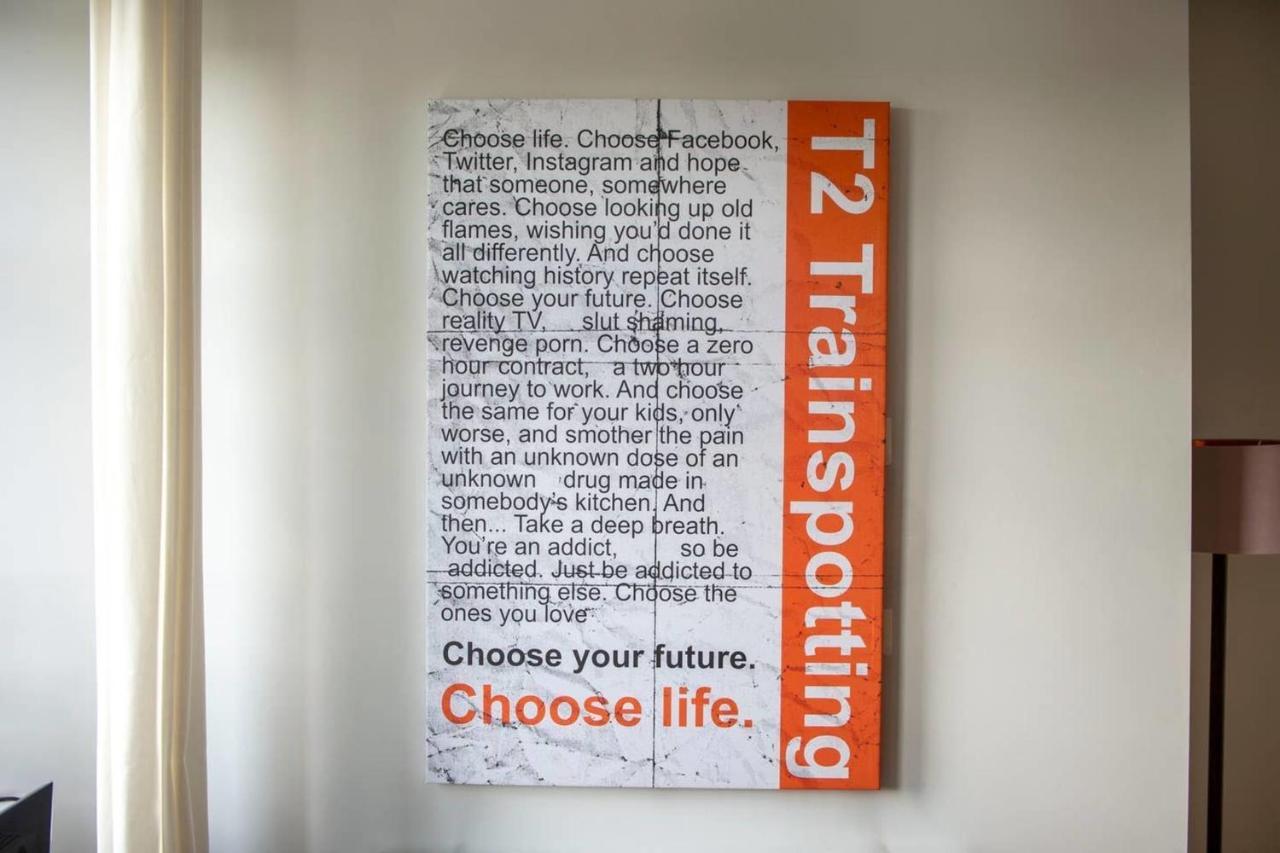 Choose life. Choose Facebook,
Twitter, Instagram and hope
that someone, somewhere
cares. Choose looking up old
flames, wishing you'd done it
all differently. And choose
watching history repeat itself.
Choose your future. Choose
reality TV, slut shaming,
revenge porn. Choose a zero
hour contract, a two hour
journey to work. And choose
the same for your kids, only
worse, and smother the pain
with an unknown dose of an
unknown drug made in
somebody's kitchen. And
then... Take a deep breath.
You're an addict, so be
addicted. Just be addicted to
something else. Choose the
ones you love
Choose your future.
Choose life.
T2 Trainspotting